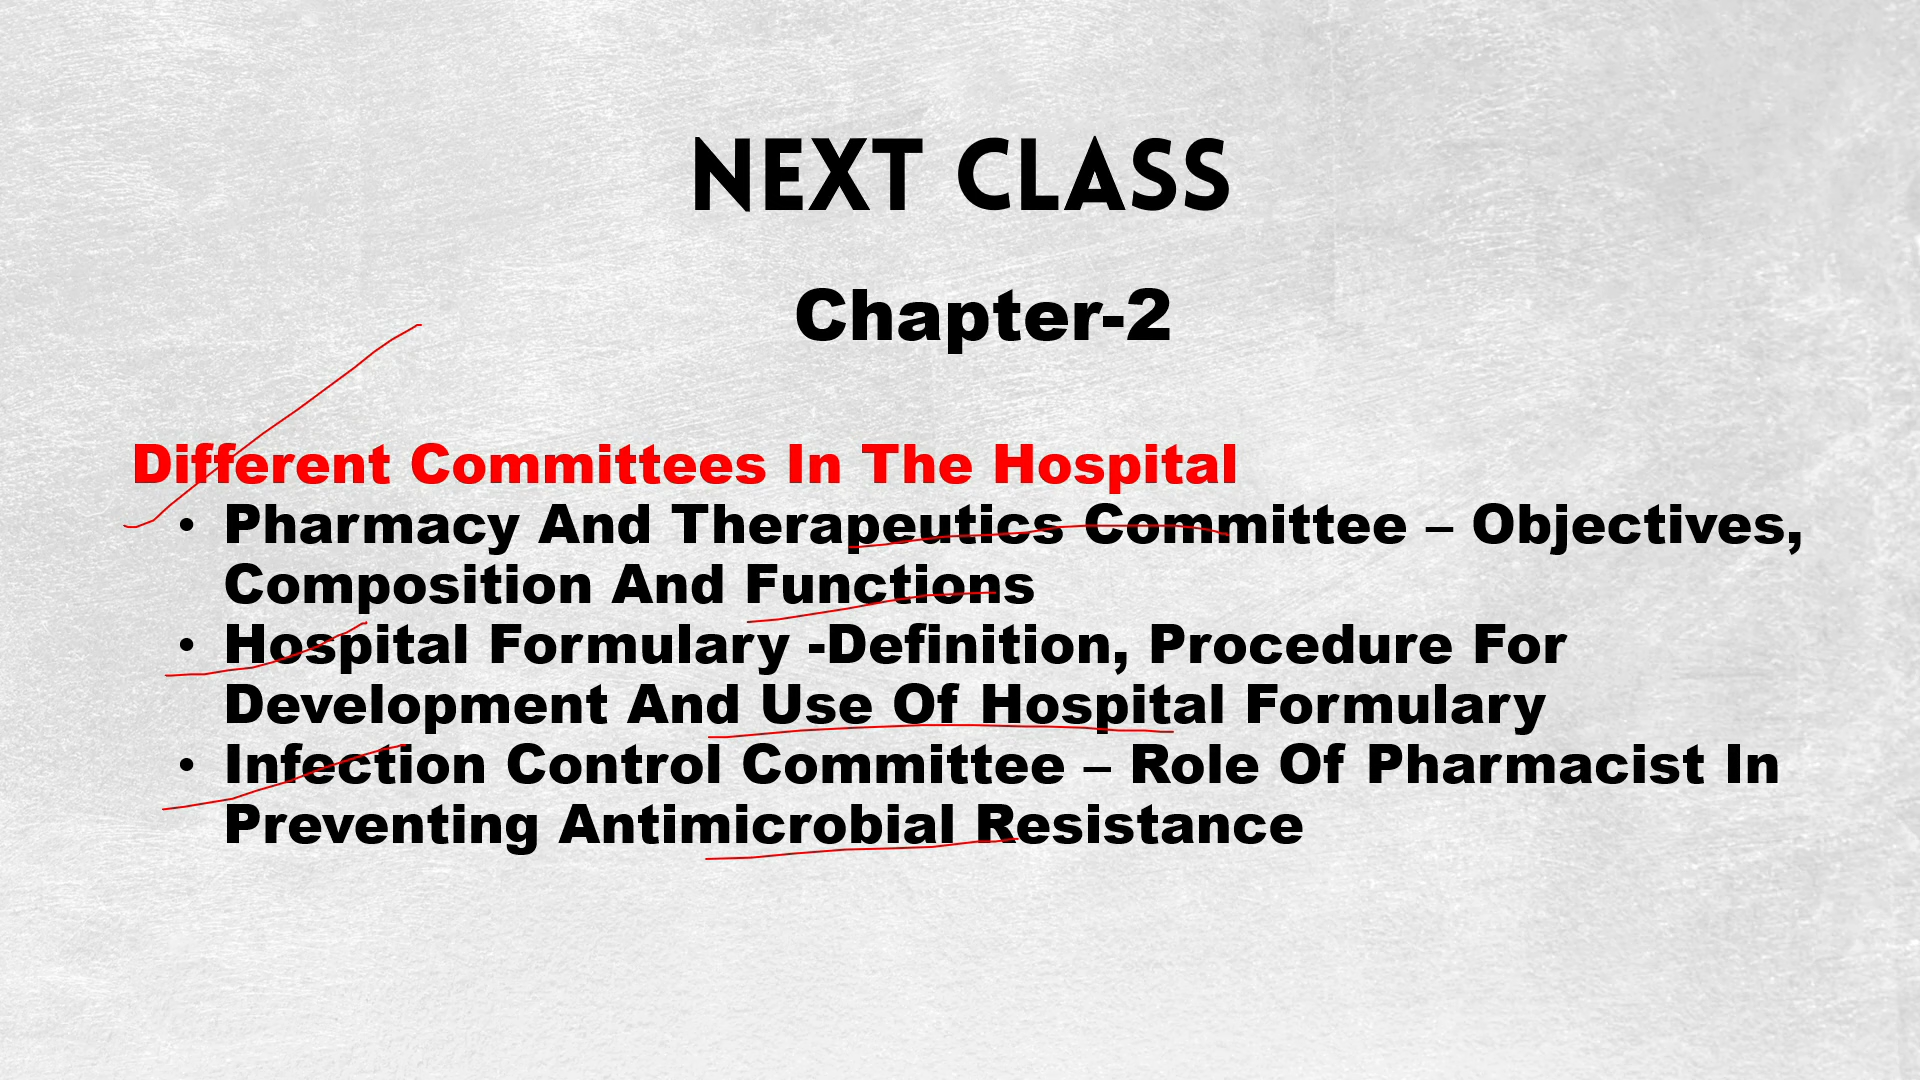 NEXT CLASS
Chapter-2
Different Committees In The Hospital
• Pharmacy And Therapeutics Committee – Objectives,
Composition And Functions
• Hospital Formulary -Definition, Procedure For
Development And Use Of Hospital Formulary
• Infection Control Committee – Role Of Pharmacist In
Preventing Antimicrobial Resistance